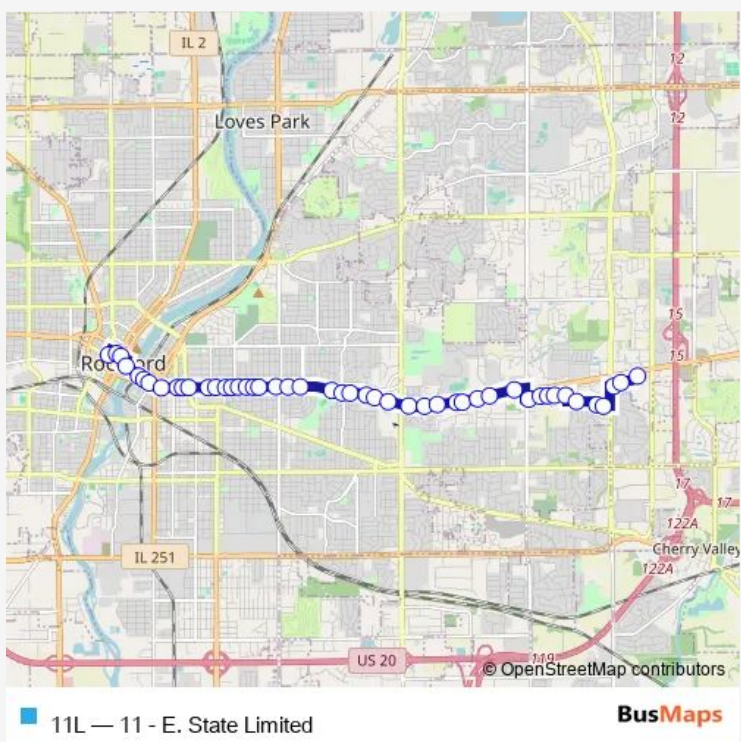 IL 2
12
Loves Park
12
15
15
Rockford
17
17
122A
IL 251
Cherry Valley
122A
US 20
119
© OpenStreetMap contributors
11L — 11 - E. State Limited
BusMaps